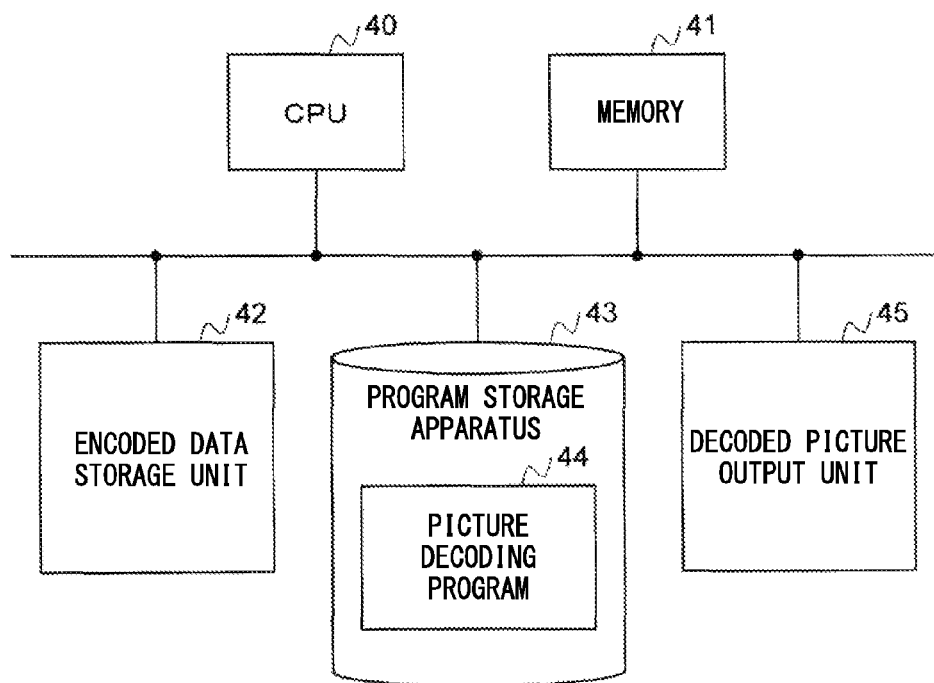 40
41
CPU
MEMORY
42
43
45
ENCODED DATA
STORAGE UNIT
PROGRAM STORAGE
APPARATUS
44
PICTURE
DECODING
PROGRAM
DECODED PICTURE
OUTPUT UNIT